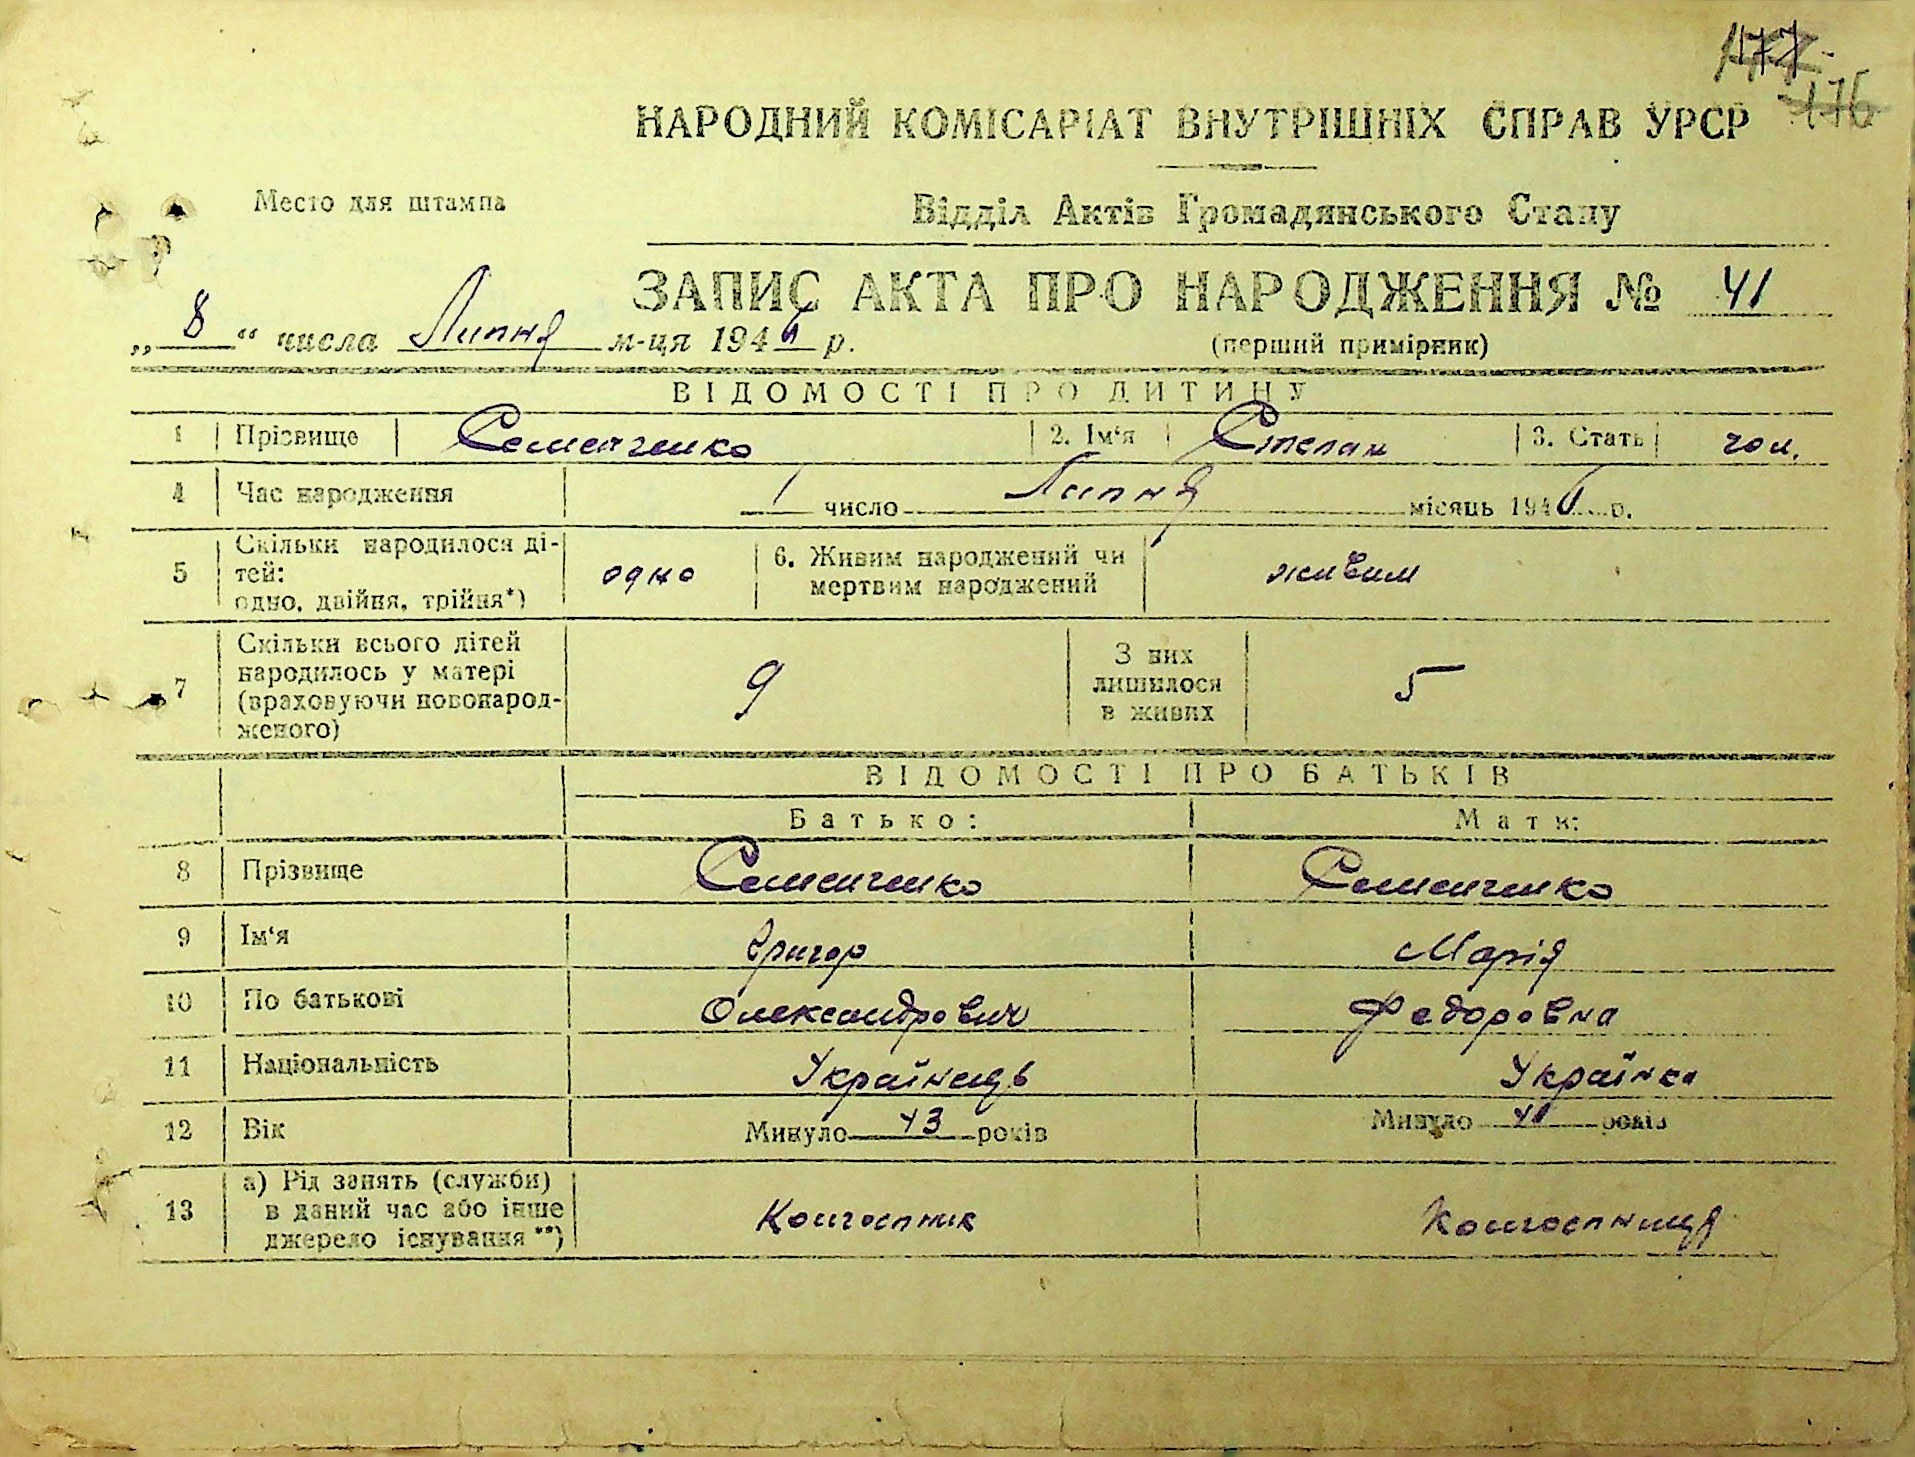 НАРОДНИЙ КОМІСАРІАТ ВНУТРІШНІХ СПРАВ УРСР
176
Место для штампа
Відділ Актів Громадянського Стану
ЗАПИС АКТА ПРО НАРОДЖЕННЯ № 41
„8“ числа Липня м-ця 194 р.
(перший примірник)
ВІДОМОСТІ ПРО ДИТИНУ
1 Прізвище Семенченко 2. Ім‘я Степан 3. Стать чол.
4 Час народження 1 число Липня місяць 1946 р.
5 Скільки народилося ді-
тей:
одно, двійня, трійня*) одно 6. Живим народжений чи
мертвим народжений живим
7 Скільки всього дітей
народилось у матері
(враховуючи новонарод-
женого) 9 З них
лишилося
в живих 5
ВІДОМОСТІ ПРО БАТЬКІВ
Батько: Мати:
8 Прізвище Семенченко Семенченко
9 Ім‘я Григор Марія
10 По батькові Олександрович Федоровна
11 Національність Українець Українка
12 Вік Минуло 43 років Минуло років
13 а) Рід занять (служби)
в даний час або інше
джерело існування**) Колгоспник Колгоспниця